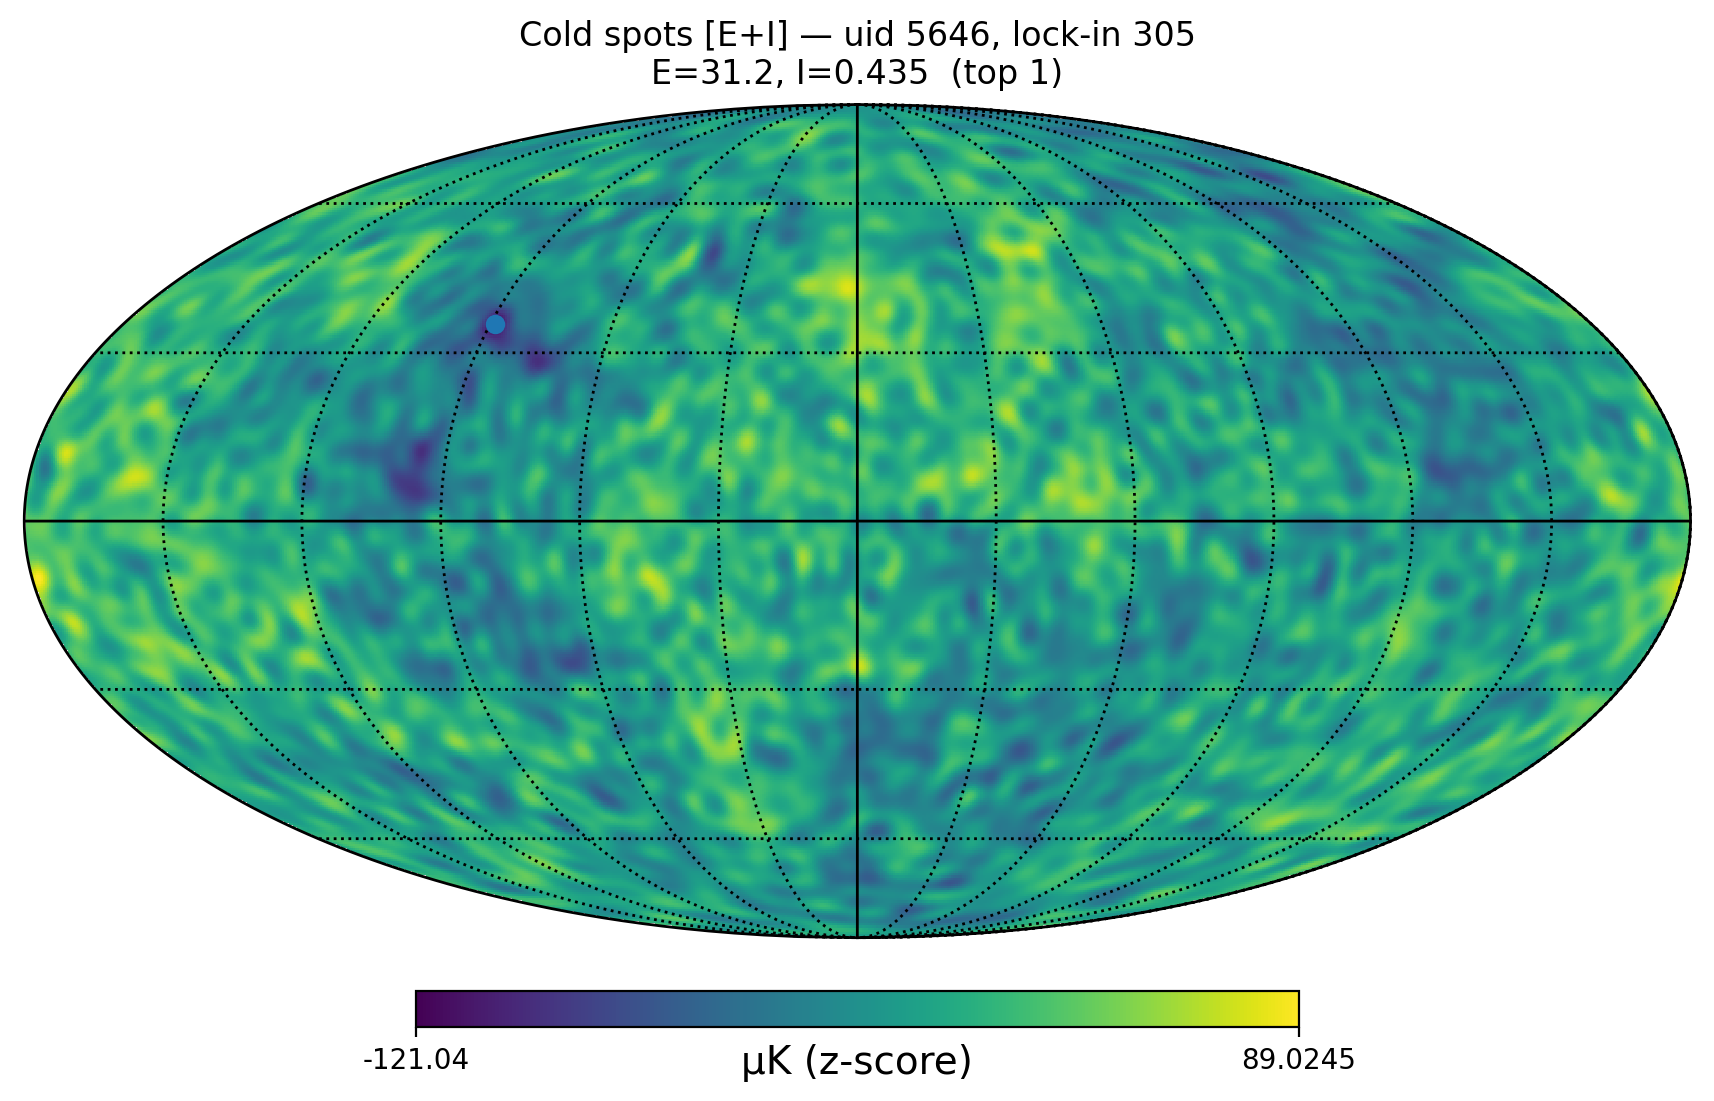 Cold spots [E+I] — uid 5646, lock-in 305
E=31.2, I=0.435  (top 1)
-121.04
µK (z-score)
89.0245